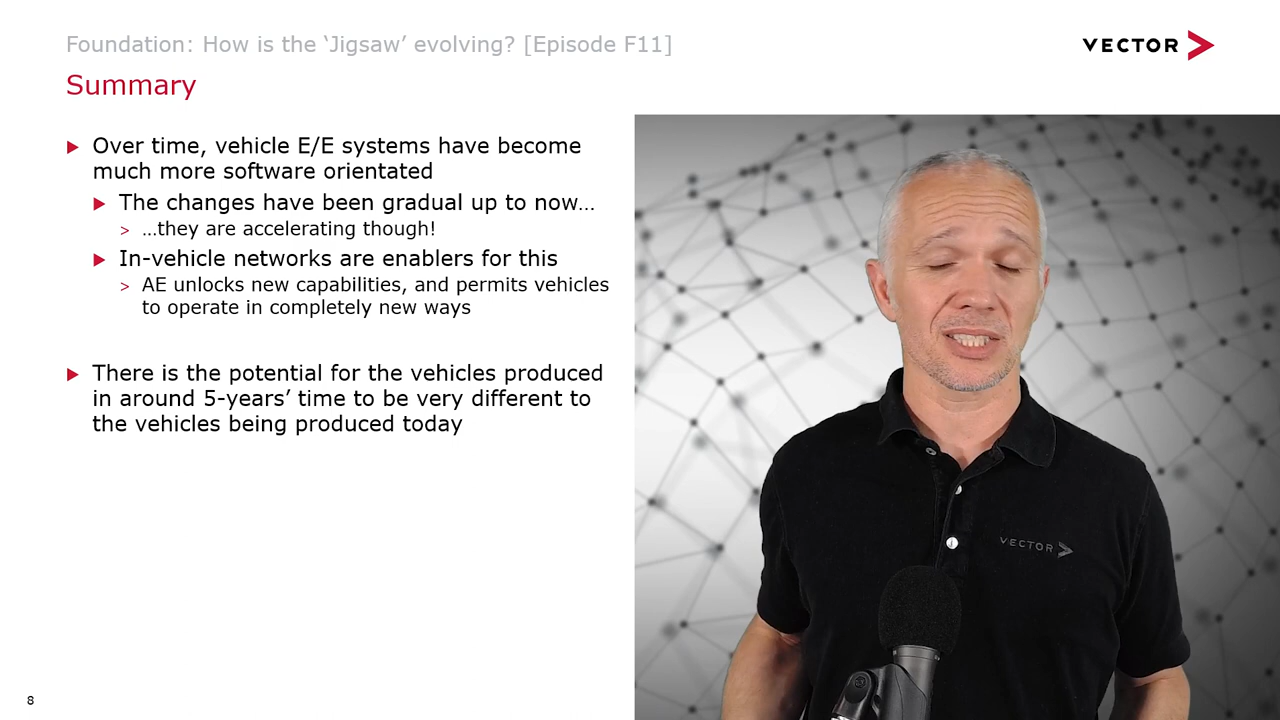 Foundation: How is the ‘Jigsaw’ evolving? [Episode F11]
VECTOR
Summary
Over time, vehicle E/E systems have become
much more software orientated
The changes have been gradual up to now…
…they are accelerating though!
In-vehicle networks are enablers for this
AE unlocks new capabilities, and permits vehicles
to operate in completely new ways
There is the potential for the vehicles produced
in around 5-years’ time to be very different to
the vehicles being produced today
VECTOR
8